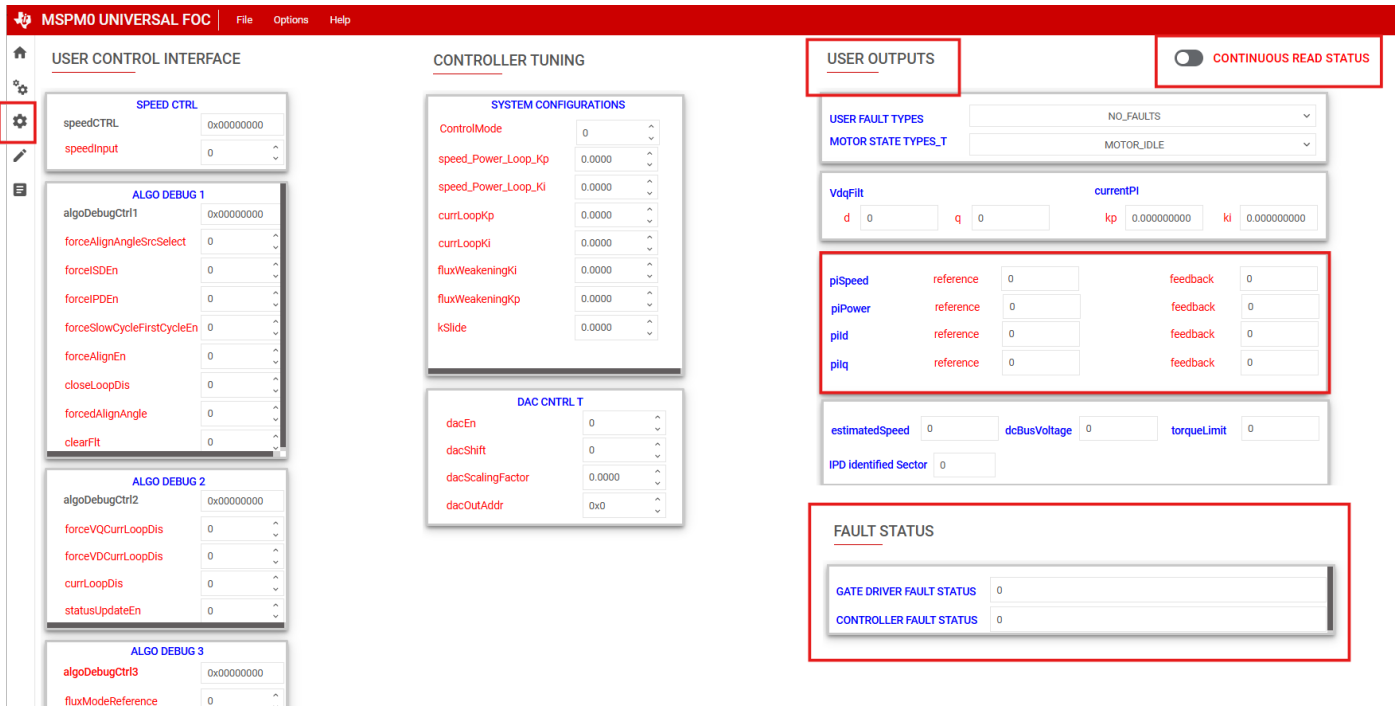 MSPM0 UNIVERSAL FOC File Options Help
USER CONTROL INTERFACE
SPEED CTRL
speedCTRL 0x00000000
speedInput 0
ALGO DEBUG 1
algoDebugCtrl1 0x00000000
forceAlignAngleSrcSelect 0
forceISDEn 0
forceIPDEn 0
forceSlowCycleFirstCycleEn 0
forceAlignEn 0
closeLoopDis 0
forcedAlignAngle 0
clearFlt 0
ALGO DEBUG 2
algoDebugCtrl2 0x00000000
forceVQCurrLoopDis 0
forceVDCurrLoopDis 0
currLoopDis 0
statusUpdateEn 0
ALGO DEBUG 3
algoDebugCtrl3 0x00000000
fluxModeReference 0
CONTROLLER TUNING
SYSTEM CONFIGURATIONS
ControlMode 0
speed_Power_Loop_Kp 0.0000
speed_Power_Loop_Ki 0.0000
currLoopKp 0.0000
currLoopKi 0.0000
fluxWeakeningKi 0.0000
fluxWeakeningKp 0.0000
kSlide 0.0000
DAC CNTRL T
dacEn 0
dacShift 0
dacScalingFactor 0.0000
dacOutAddr 0x0
USER OUTPUTS
CONTINUOUS READ STATUS
USER FAULT TYPES NO_FAULTS
MOTOR STATE TYPES_T MOTOR_IDLE
VdqFilt currentPI
d 0 q 0 kp 0.000000000 ki 0.000000000
piSpeed reference 0 feedback 0
piPower reference 0 feedback 0
piId reference 0 feedback 0
piIq reference 0 feedback 0
estimatedSpeed 0 dcBusVoltage 0 torqueLimit 0
IPD identified Sector 0
FAULT STATUS
GATE DRIVER FAULT STATUS 0
CONTROLLER FAULT STATUS 0